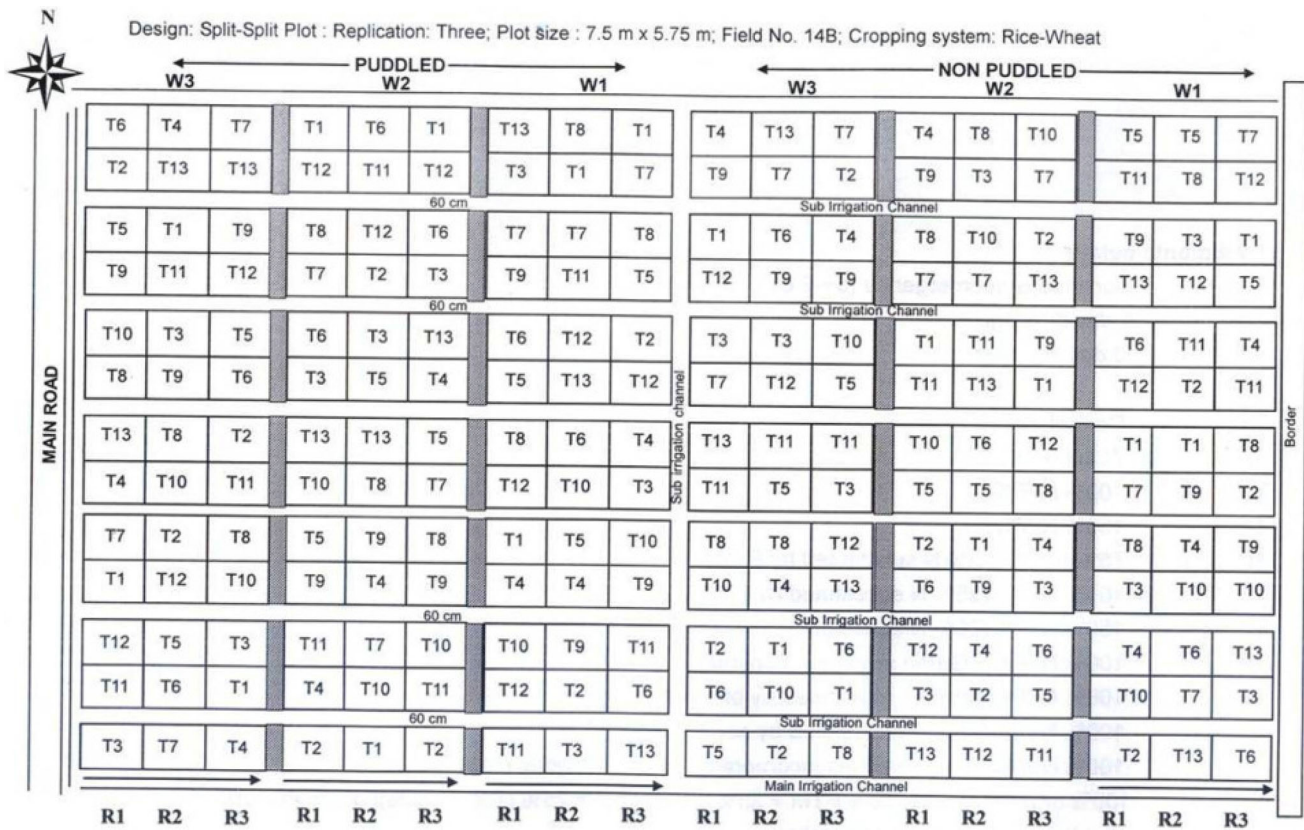 N
Design: Split-Split Plot : Replication: Three; Plot size : 7.5 m x 5.75 m; Field No. 14B; Cropping system: Rice-Wheat
PUDDLED NON PUDDLED
W3 W2 W1 W3 W2 W1
T6 T4 T7 T1 T6 T1 T13 T8 T1 T4 T13 T7 T4 T8 T10 T5 T5 T7
T2 T13 T13 T12 T11 T12 T3 T1 T7 T9 T7 T2 T9 T3 T7 T11 T8 T12
60 cm Sub Irrigation Channel
T5 T1 T9 T8 T12 T6 T7 T7 T8 T1 T6 T4 T8 T10 T2 T9 T3 T1
T9 T11 T12 T7 T2 T3 T9 T11 T5 T12 T9 T9 T7 T7 T13 T13 T12 T5
60 cm Sub Irrigation Channel
T10 T3 T5 T6 T3 T13 T6 T12 T2 T3 T3 T10 T1 T11 T9 T6 T11 T4
T8 T9 T6 T3 T5 T4 T5 T13 T12 T7 T12 T5 T11 T13 T1 T12 T2 T11
MAIN ROAD
Sub Irrigation channel
Border
T13 T8 T2 T13 T13 T5 T8 T6 T4 T13 T11 T11 T10 T6 T12 T1 T1 T8
T4 T10 T11 T10 T8 T7 T12 T10 T3 T11 T5 T3 T5 T5 T8 T7 T9 T2
T7 T2 T8 T5 T9 T8 T1 T5 T10 T8 T8 T12 T2 T1 T4 T8 T4 T9
T1 T12 T10 T9 T4 T9 T4 T4 T9 T10 T4 T13 T6 T9 T3 T3 T10 T10
60 cm Sub Irrigation Channel
T12 T5 T3 T11 T7 T10 T10 T9 T11 T2 T1 T6 T12 T4 T6 T4 T6 T13
T11 T6 T1 T4 T10 T11 T12 T2 T6 T6 T10 T1 T3 T2 T5 T10 T7 T3
60 cm Sub Irrigation Channel
T3 T7 T4 T2 T1 T2 T11 T3 T13 T5 T2 T8 T13 T12 T11 T2 T13 T6
Main Irrigation Channel
R1 R2 R3 R1 R2 R3 R1 R2 R3 R1 R2 R3 R1 R2 R3 R1 R2 R3